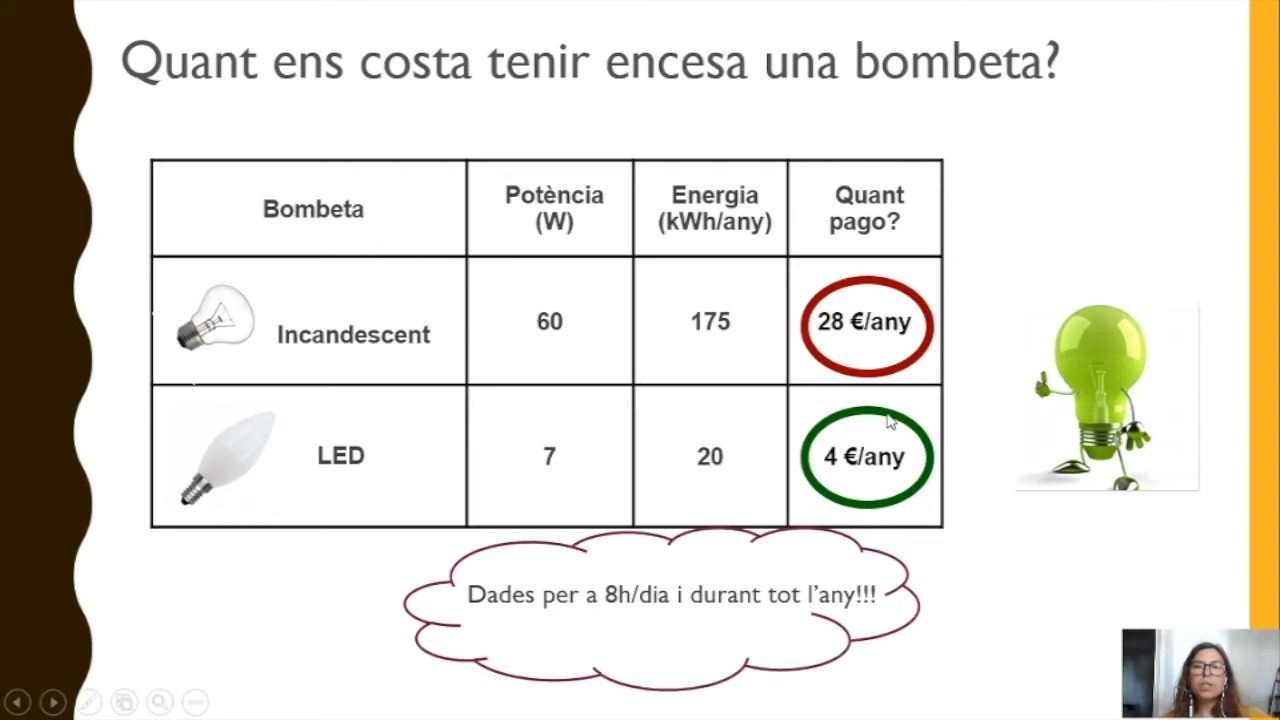 Quant ens costa tenir encesa una bombeta?
Bombeta
Potència
(W)
Energia
(kWh/any)
Quant
pago?
Incandescent
60
175
28 €/any
LED
7
20
4 €/any
Dades per a 8h/dia i durant tot l'any!!!